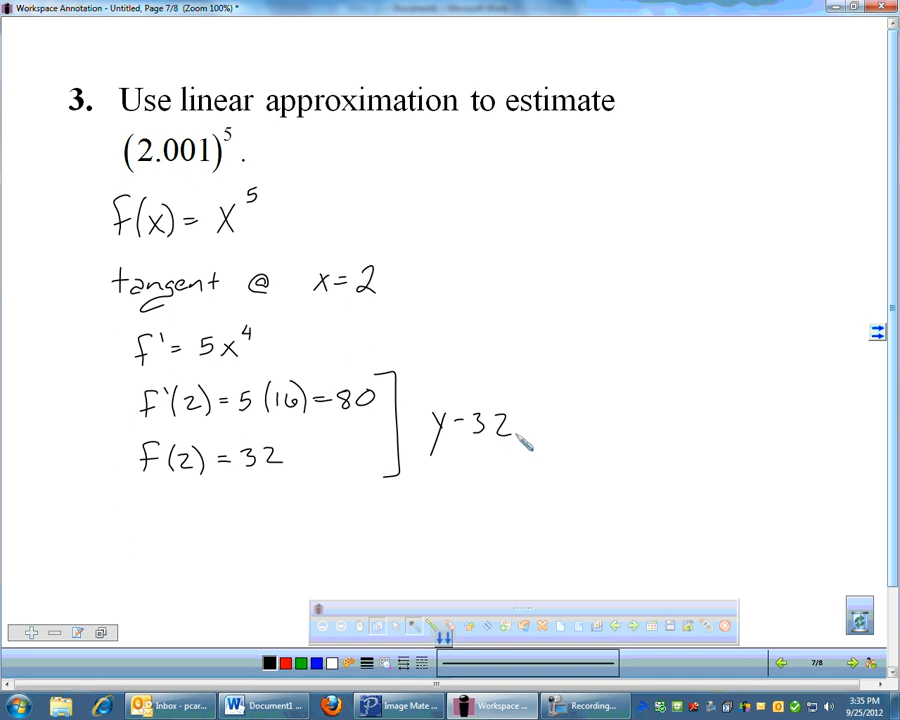 Workspace Annotation - Untitled, Page 7/8 (Zoom 100%) *
3. Use linear approximation to estimate
(2.001)^5.
f(x) = x^5
tangent @ x = 2
f' = 5x^4
f'(2) = 5(16) = 80
f(2) = 32
y - 32
7/8
Inbox - pcar...
Document1 ...
Image Mate ...
Workspace ...
Recording...
3:35 PM
9/25/2012